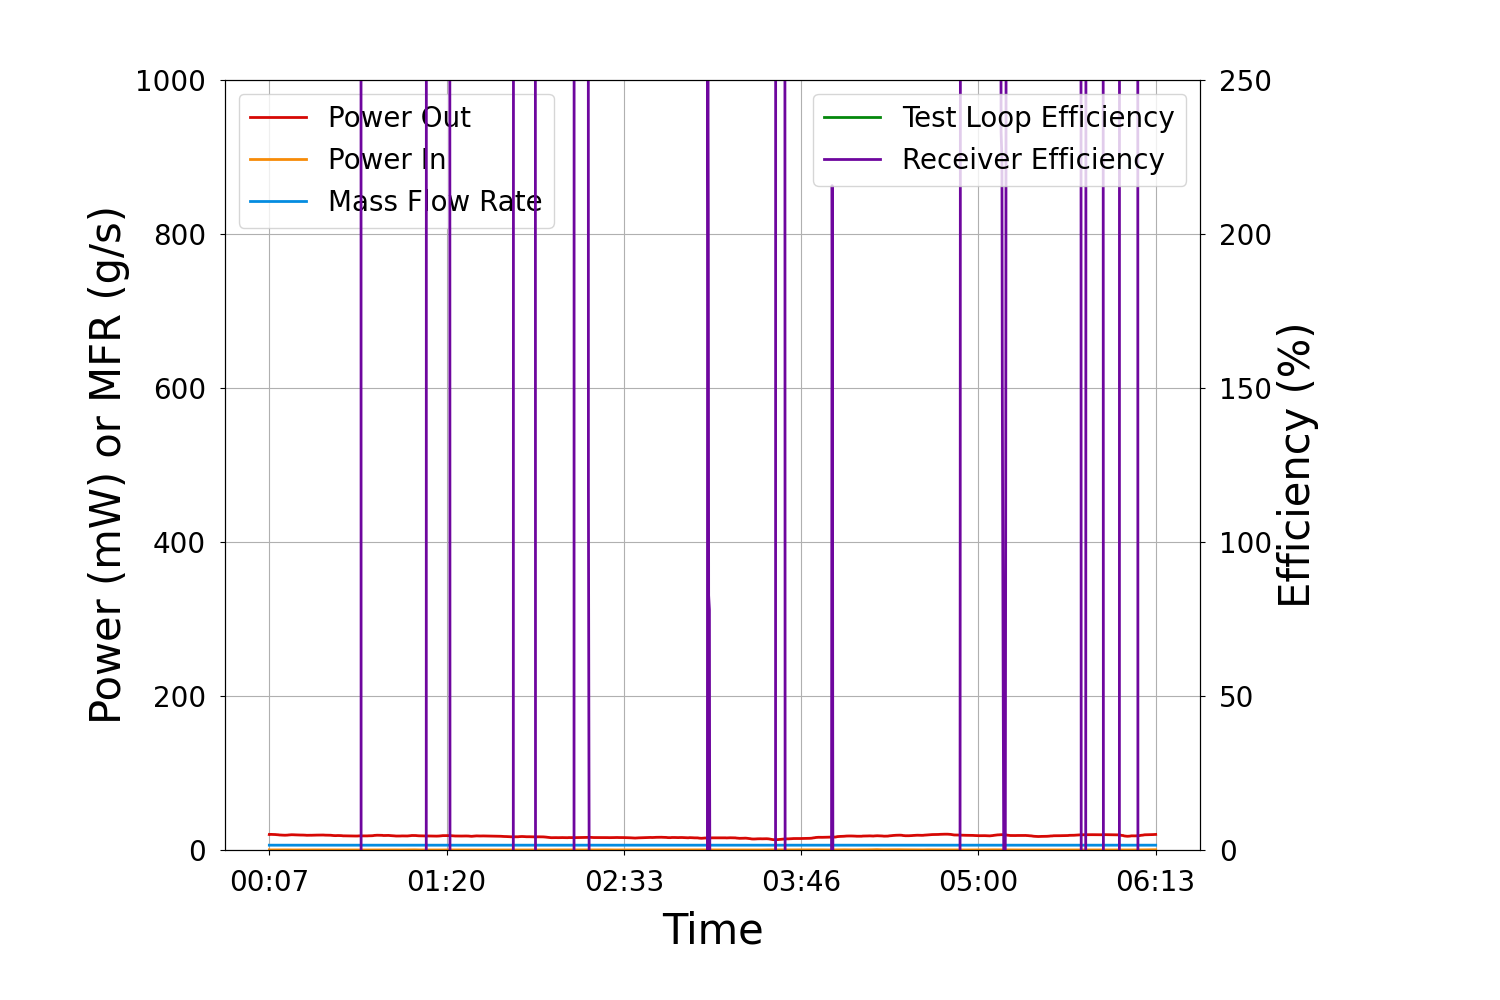 1000
800
600
400
200
0
Power (mW) or MFR (g/s)
Power Out
Power In
Mass Flow Rate
Test Loop Efficiency
Receiver Efficiency
250
200
150
100
50
0
Efficiency (%)
00:07 01:20 02:33 03:46 05:00 06:13
Time